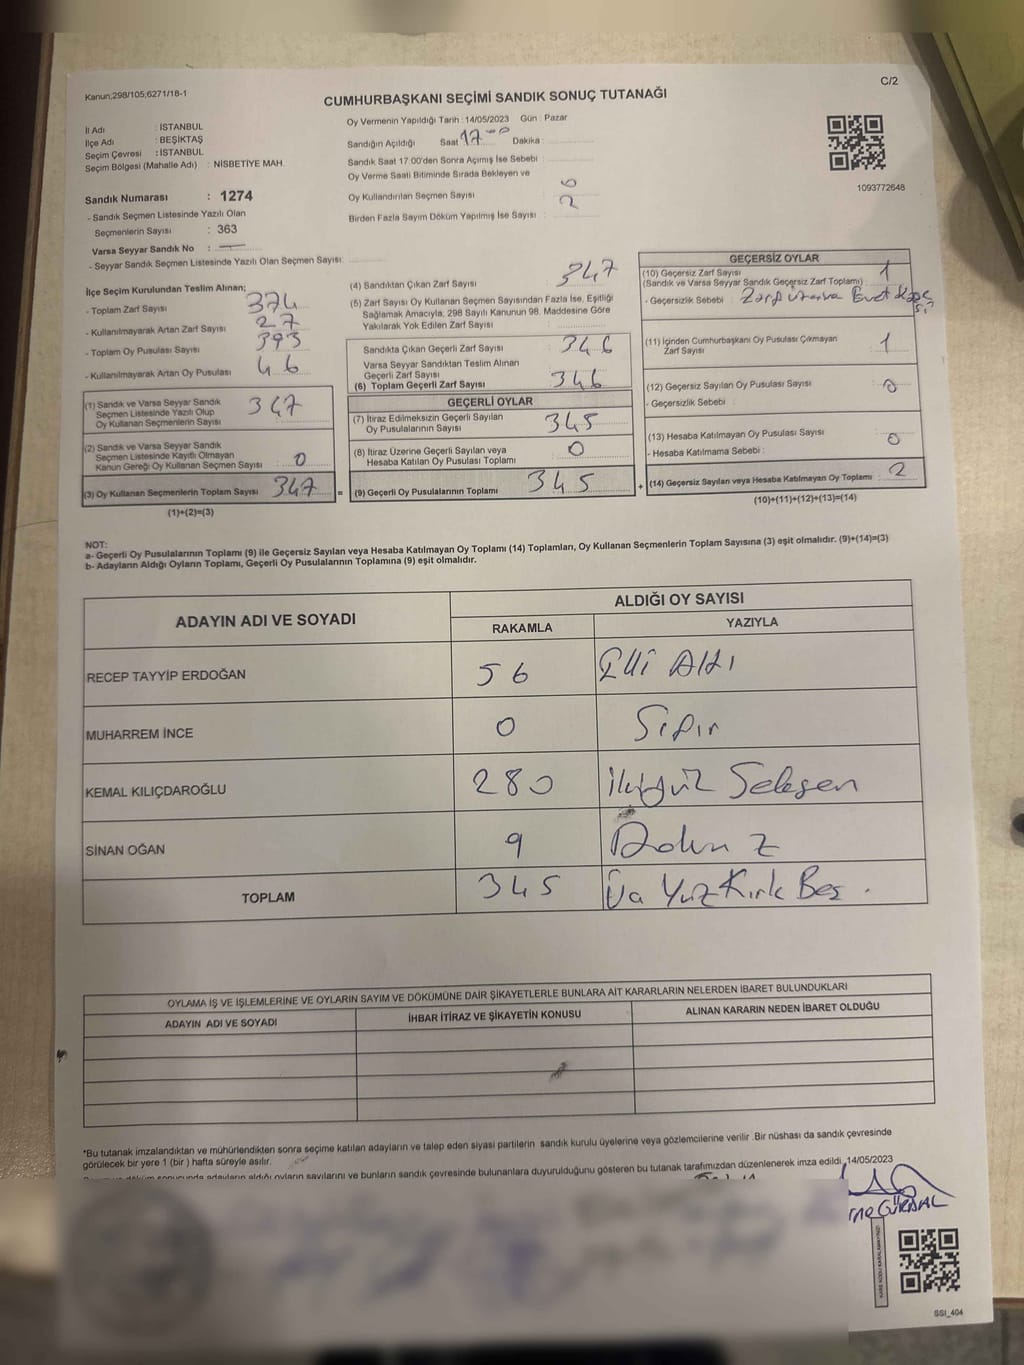 Kanun;298/105,6271/18-1
C/2
CUMHURBAŞKANI SEÇİMİ SANDIK SONUÇ TUTANAĞI
İl Adı : İSTANBUL
İlçe Adı : BEŞİKTAŞ
Seçim Çevresi : İSTANBUL
Seçim Bölgesi (Mahalle Adı) : NİSBETİYE MAH.
Oy Vermenin Yapıldığı Tarih : 14/05/2023 Gün : Pazar
Sandığın Açıldığı Saat 17 00 Dakika :
Sandık Saat 17.00'den Sonra Açımış İse Sebebi :
Oy Verme Saati Bitiminde Sırada Bekleyen ve
Oy Kullandırılan Seçmen Sayısı 0
Birden Fazla Sayım Döküm Yapılmış İse Sayısı : 2
1093772648
Sandık Numarası : 1274
- Sandık Seçmen Listesinde Yazılı Olan
Seçmenlerin Sayısı : 363
Varsa Seyyar Sandık No : —
- Seyyar Sandık Seçmen Listesinde Yazılı Olan Seçmen Sayısı:
İlçe Seçim Kurulundan Teslim Alınan;
- Toplam Zarf Sayısı 374
- Kullanılmayarak Artan Zarf Sayısı 27
- Toplam Oy Pusulası Sayısı 393
- Kullanılmayarak Artan Oy Pusulası 46
(1) Sandık ve Varsa Seyyar Sandık
Seçmen Listesinde Yazılı Olup
Oy Kullanan Seçmenlerin Sayısı 347
(2) Sandık ve Varsa Seyyar Sandık
Seçmen Listesinde Kayıtlı Olmayan
Kanun Gereği Oy Kullanan Seçmen Sayısı 0
(3) Oy Kullanan Seçmenlerin Toplam Sayısı 347
(1)+(2)=(3)
(4) Sandıktan Çıkan Zarf Sayısı 347
(5) Zarf Sayısı Oy Kullanan Seçmen Sayısından Fazla İse, Eşitliği
Sağlamak Amacıyla, 298 Sayılı Kanunun 98. Maddesine Göre
Yakılarak Yok Edilen Zarf Sayısı
Sandıkta Çıkan Geçerli Zarf Sayısı 346
Varsa Seyyar Sandıktan Teslim Alınan
Geçerli Zarf Sayısı
(6) Toplam Geçerli Zarf Sayısı 346
GEÇERLİ OYLAR
(7) İtiraz Edilmeksizin Geçerli Sayılan
Oy Pusulalarının Sayısı 345
(8) İtiraz Üzerine Geçerli Sayılan veya
Hesaba Katılan Oy Pusulası Toplamı 0
= (9) Geçerli Oy Pusulalarının Toplamı 345
GEÇERSİZ OYLAR
(10) Geçersiz Zarf Sayısı
(Sandık ve Varsa Seyyar Sandık Geçersiz Zarf Toplamı) : 1
- Geçersizlik Sebebi : Zarf üzerine Evet
(11) İçinden Cumhurbaşkanı Oy Pusulası Çıkmayan
Zarf Sayısı 1
(12) Geçersiz Sayılan Oy Pusulası Sayısı 0
- Geçersizlik Sebebi :
(13) Hesaba Katılmayan Oy Pusulası Sayısı 0
- Hesaba Katılmama Sebebi :
+ (14) Geçersiz Sayılan veya Hesaba Katılmayan Oy Toplamı : 2
(10)+(11)+(12)+(13)=(14)
NOT:
a- Geçerli Oy Pusulalarının Toplamı (9) ile Geçersiz Sayılan veya Hesaba Katılmayan Oy Toplamı (14) Toplamları, Oy Kullanan Seçmenlerin Toplam Sayısına (3) eşit olmalıdır. (9)+(14)=(3)
b- Adayların Aldığı Oyların Toplamı, Geçerli Oy Pusulalarının Toplamına (9) eşit olmalıdır.
ADAYIN ADI VE SOYADI
ALDIĞI OY SAYISI
RAKAMLA YAZIYLA
RECEP TAYYİP ERDOĞAN 56 Elli Altı
MUHARREM İNCE 0 Sıfır
KEMAL KILIÇDAROĞLU 280 İkiyüz Seksen
SİNAN OĞAN 9 Dokuz
TOPLAM 345 Üç Yüz Kırk Beş.
OYLAMA İŞ VE İŞLEMLERİNE VE OYLARIN SAYIM VE DÖKÜMÜNE DAİR ŞİKAYETLERLE BUNLARA AİT KARARLARIN NELERDEN İBARET BULUNDUKLARI
ADAYIN ADI VE SOYADI İHBAR İTİRAZ VE ŞİKAYETİN KONUSU ALINAN KARARIN NEDEN İBARET OLDUĞU
*Bu tutanak imzalandıktan ve mühürlendikten sonra seçime katılan adayların ve talep eden siyasi partilerin sandık kurulu üyelerine veya gözlemcilerine verilir .Bir nüshası da sandık çevresinde
görülecek bir yere 1 (bir ) hafta süreyle asılır.
sonucunda adayların aldığı oyların sayılarını ve bunların sandık çevresinde bulunanlara duyurulduğunu gösteren bu tutanak tarafımızdan düzenlenerek imza edildi. 14/05/2023
GÜRSAL
KARE KODU KARALAMAYINIZ!
SSI_404